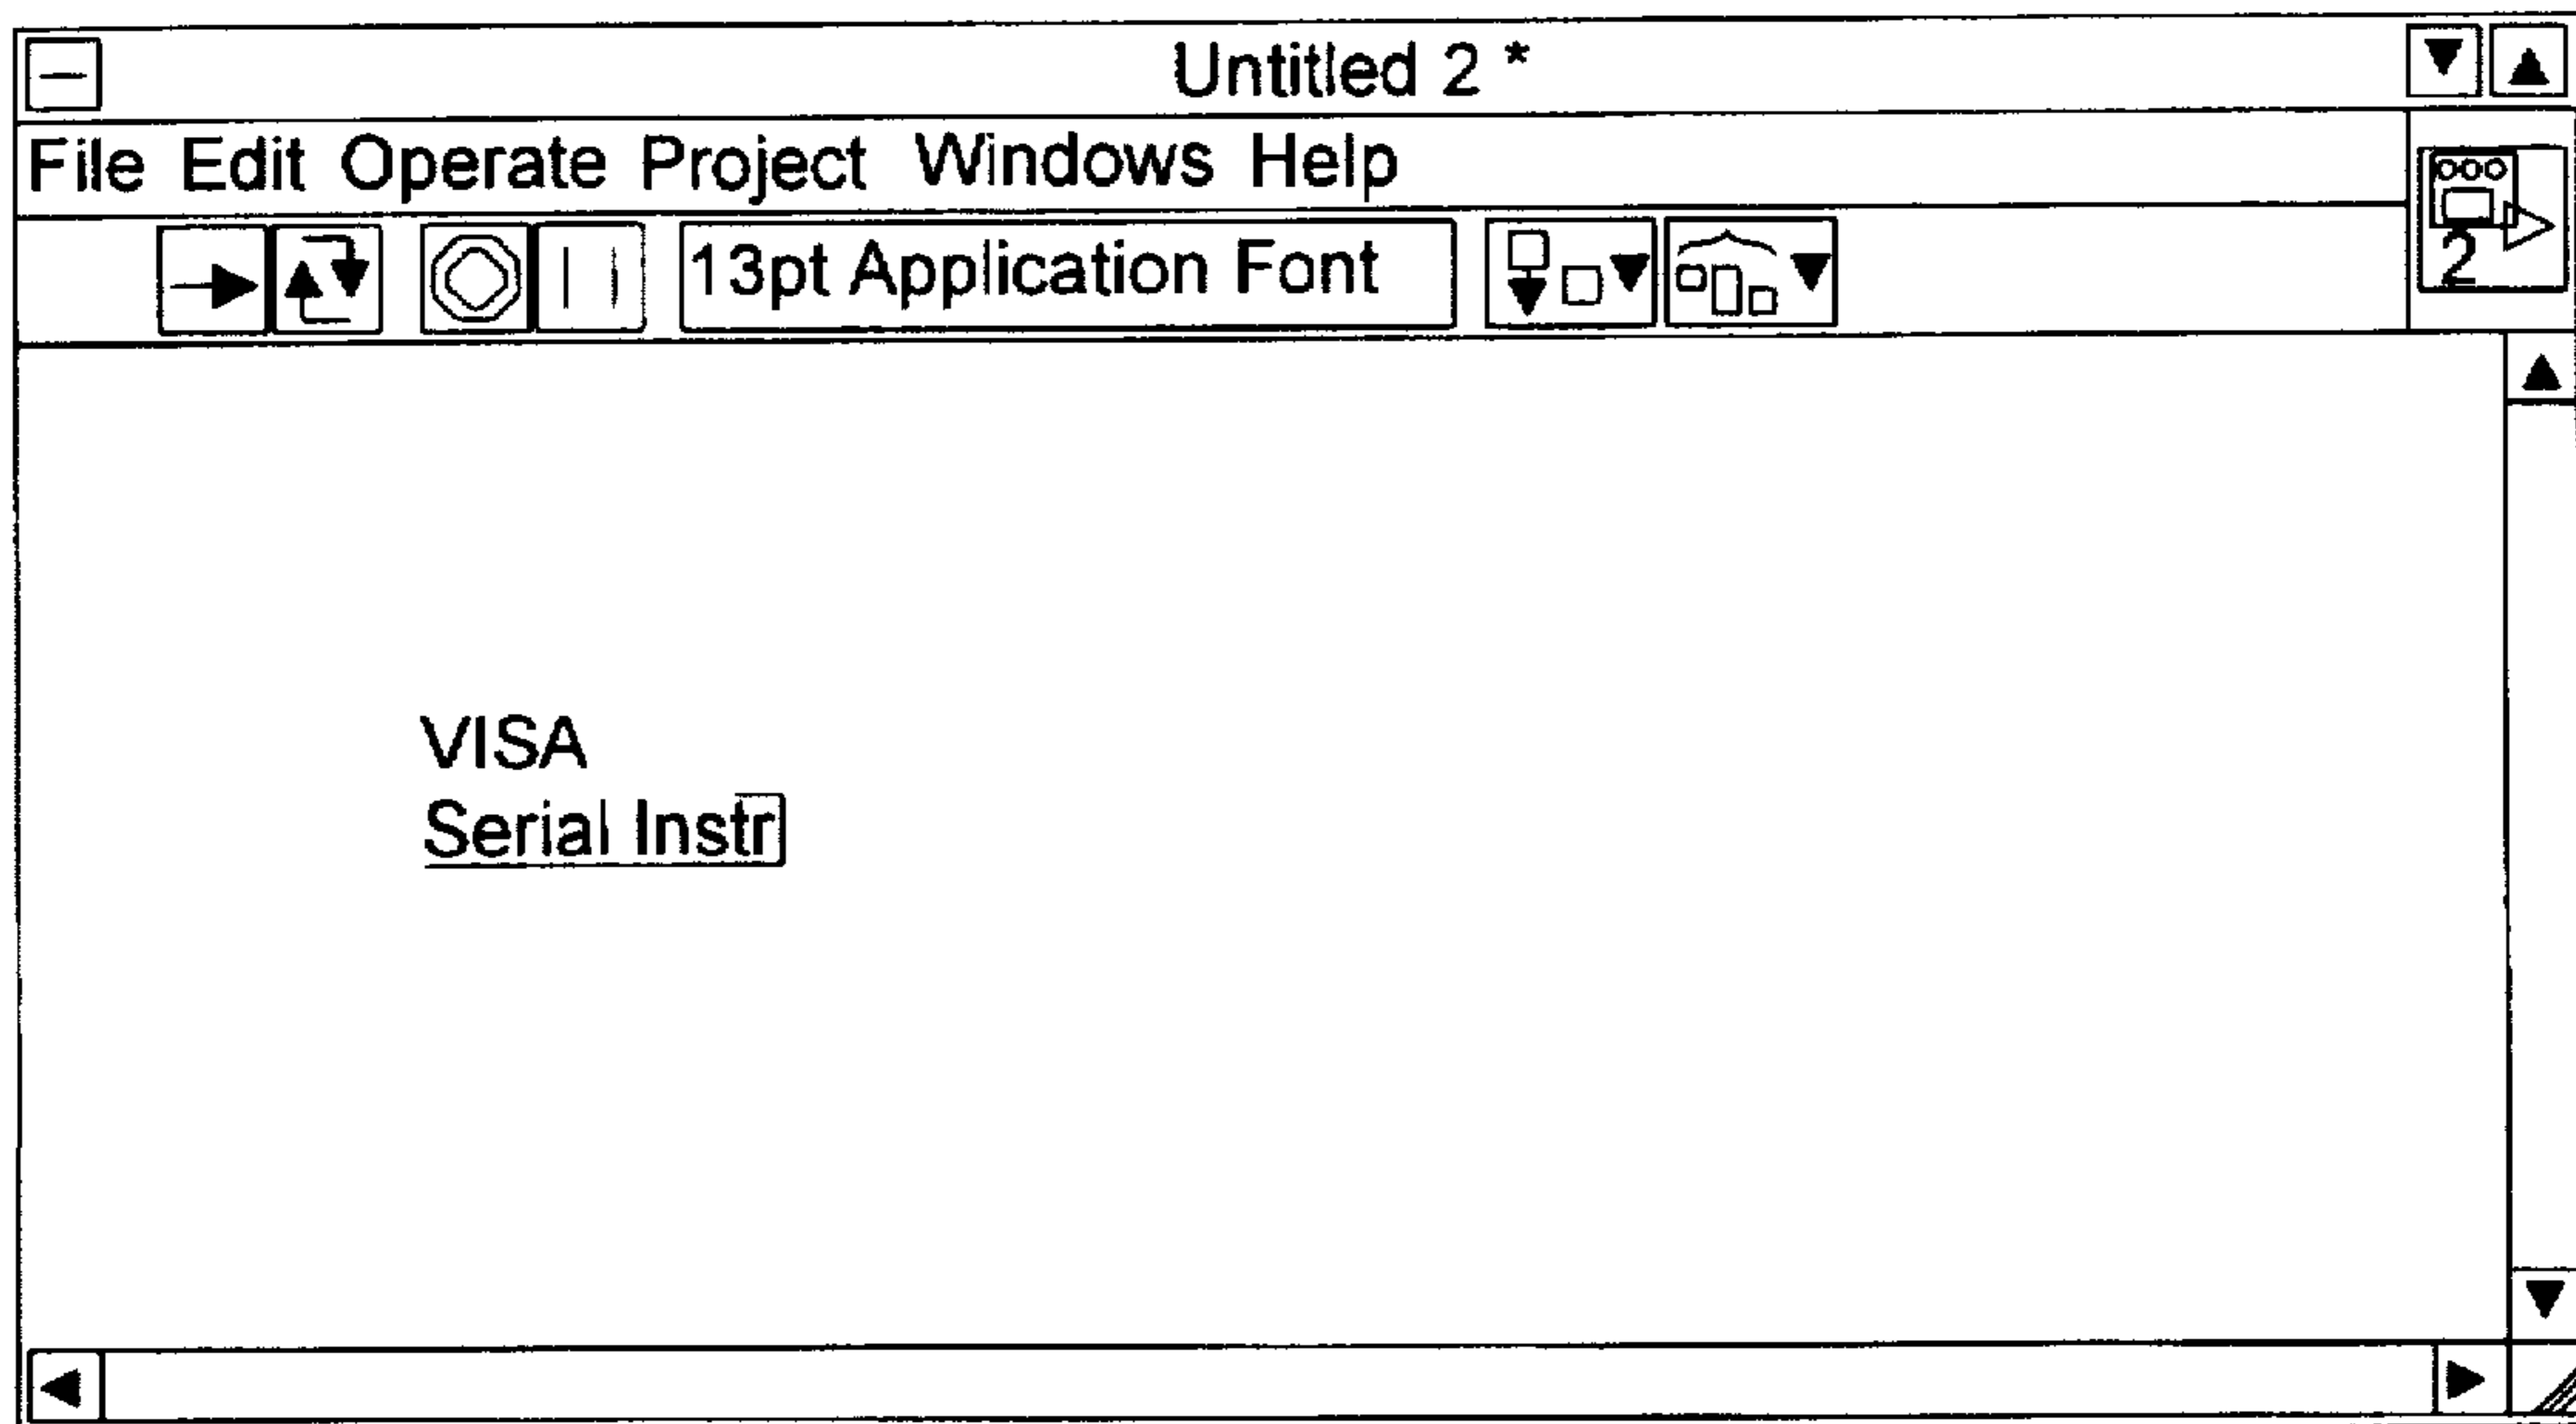 Untitled 2 *
File Edit Operate Project Windows Help
13pt Application Font
2
VISA
Serial Instr